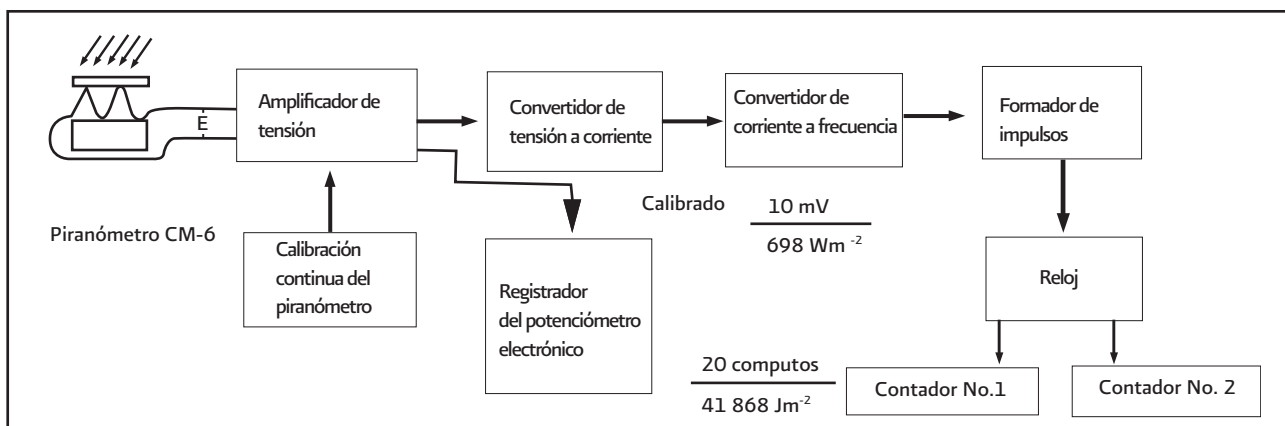 E
Amplificador de
tensión
Convertidor de
tensión a corriente
Convertidor de
corriente a frecuencia
Formador de
impulsos
Piranómetro CM-6
Calibración
continua del
piranómetro
Registrador
del potenciómetro
electrónico
Calibrado
10 mV
698 Wm⁻²
Reloj
20 computos
41 868 Jm⁻²
Contador No.1
Contador No. 2